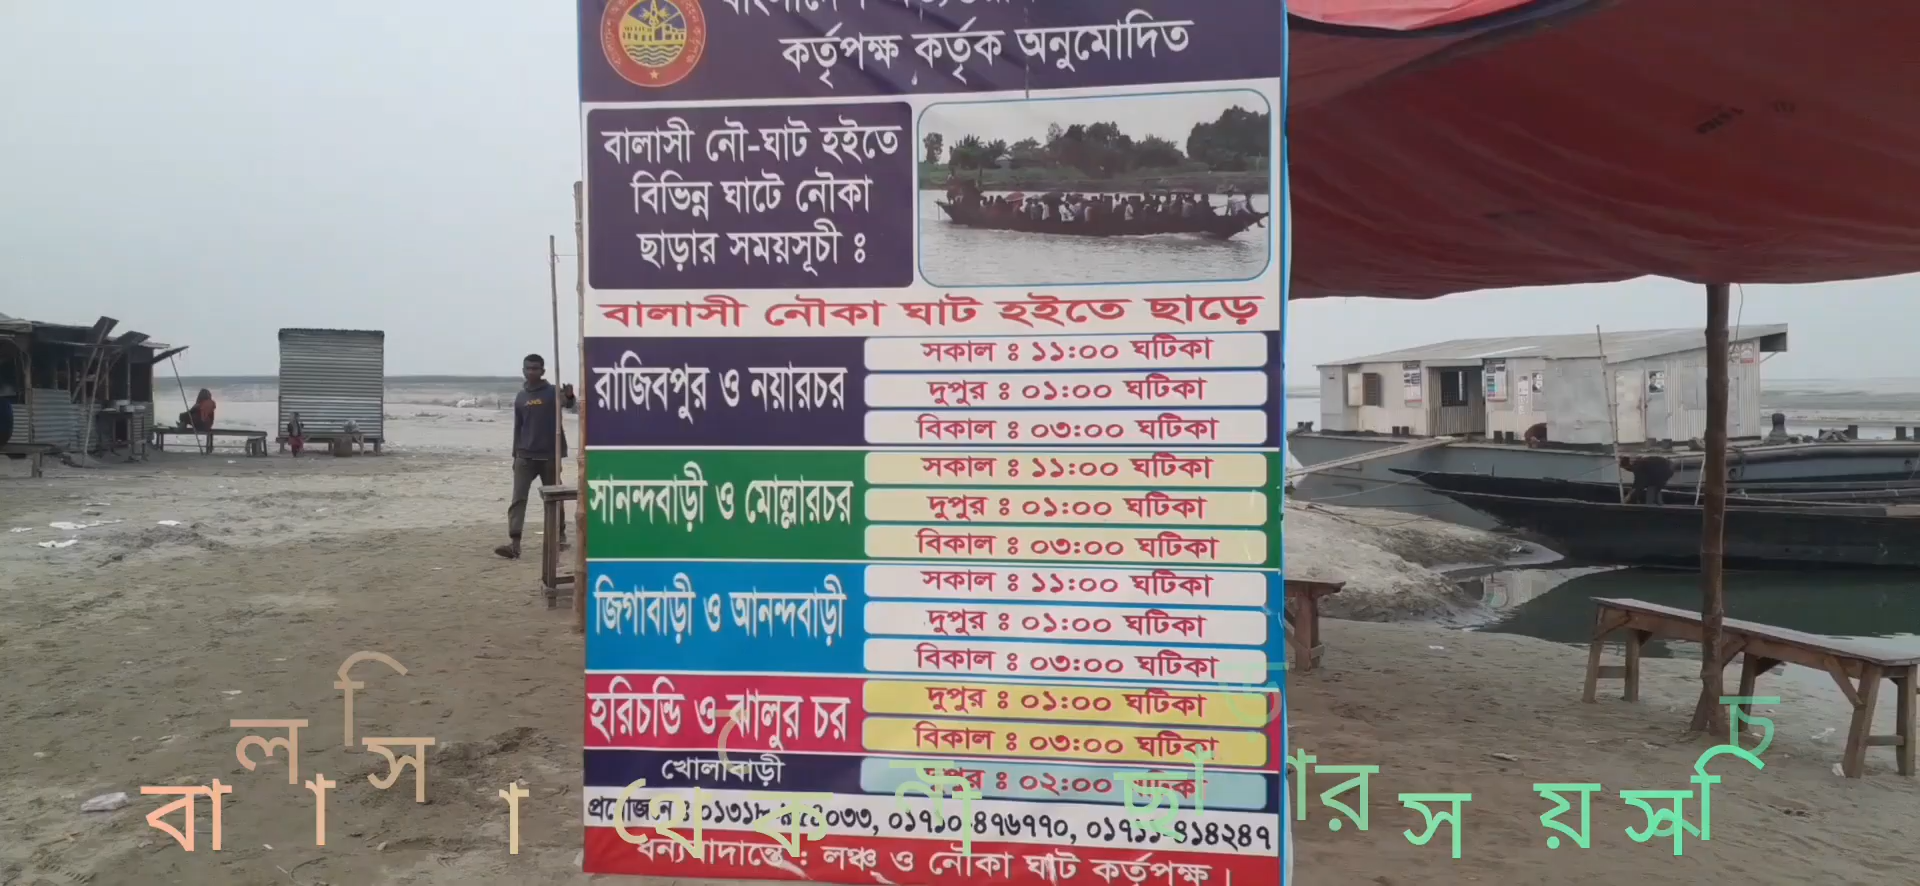 কর্তৃপক্ষ কর্তৃক অনুমোদিত
বালাসী নৌ-ঘাট হইতে
বিভিন্ন ঘাটে নৌকা
ছাড়ার সময়সূচী ঃ
বালাসী নৌকা ঘাট হইতে ছাড়ে
রাজিবপুর ও নয়ারচর
সকাল ঃ ১১:০০ ঘটিকা
দুপুর ঃ ০১:০০ ঘটিকা
বিকাল ঃ ০৩:০০ ঘটিকা
সানন্দবাড়ী ও মোল্লারচর
সকাল ঃ ১১:০০ ঘটিকা
দুপুর ঃ ০১:০০ ঘটিকা
বিকাল ঃ ০৩:০০ ঘটিকা
জিগাবাড়ী ও আনন্দবাড়ী
সকাল ঃ ১১:০০ ঘটিকা
দুপুর ঃ ০১:০০ ঘটিকা
বিকাল ঃ ০৩:০০ ঘটিকা
হরিচন্ডি ও ঝালুর চর
দুপুর ঃ ০১:০০ ঘটিকা
বিকাল ঃ ০৩:০০ ঘটিকা
খোলাবাড়ী
দুপুর ঃ ০২:০০ ঘটিকা
প্রয়োজনে ঃ
ধন্যবাদান্তে : লঞ্চ ও নৌকা ঘাট কর্তৃপক্ষ।